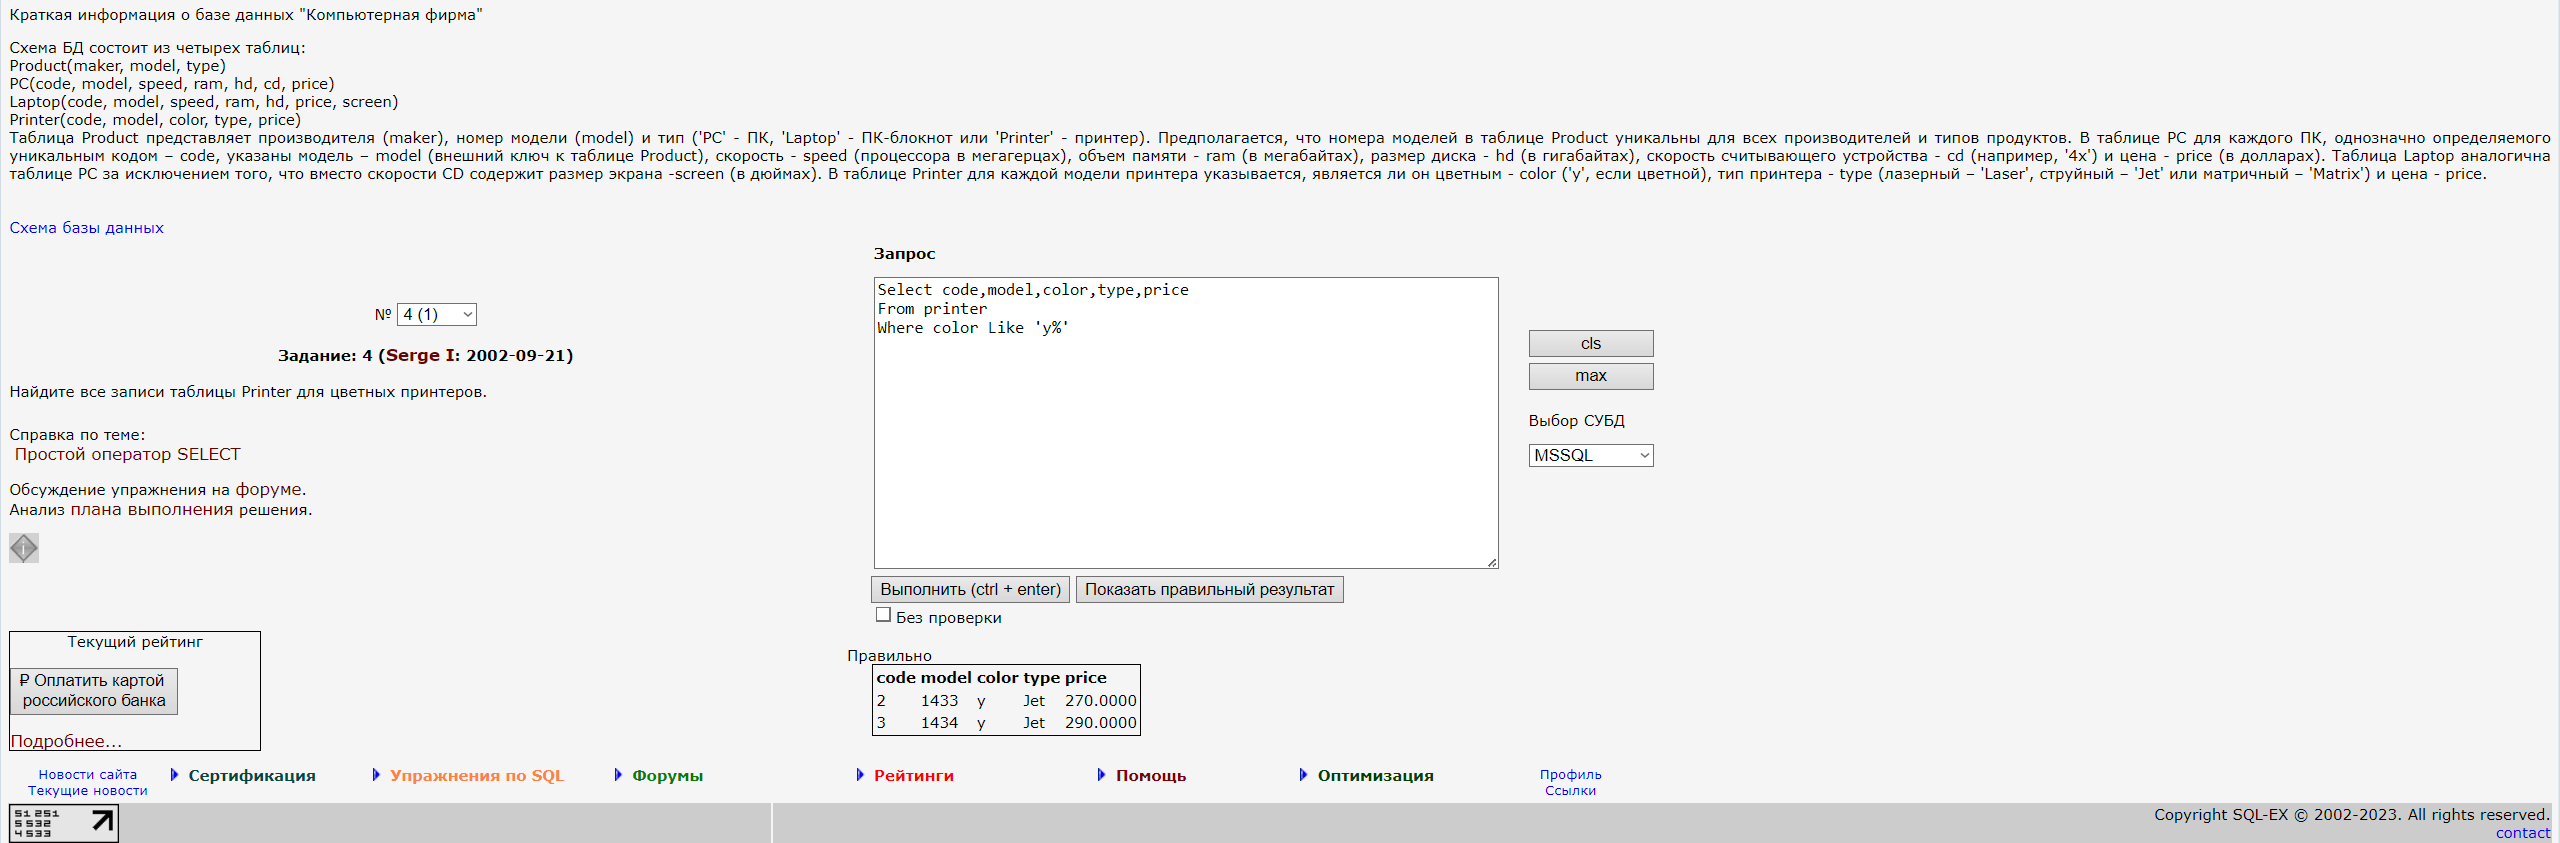 Краткая информация о базе данных "Компьютерная фирма"
Схема БД состоит из четырех таблиц:
Product(maker, model, type)
PC(code, model, speed, ram, hd, cd, price)
Laptop(code, model, speed, ram, hd, price, screen)
Printer(code, model, color, type, price)
Таблица Product представляет производителя (maker), номер модели (model) и тип ('PC' - ПК, 'Laptop' - ПК-блокнот или 'Printer' - принтер). Предполагается, что номера моделей в таблице Product уникальны для всех производителей и типов продуктов. В таблице PC для каждого ПК, однозначно определяемого
уникальным кодом – code, указаны модель – model (внешний ключ к таблице Product), скорость - speed (процессора в мегагерцах), объем памяти - ram (в мегабайтах), размер диска - hd (в гигабайтах), скорость считывающего устройства - cd (например, '4x') и цена - price (в долларах). Таблица Laptop аналогична
таблице РС за исключением того, что вместо скорости CD содержит размер экрана -screen (в дюймах). В таблице Printer для каждой модели принтера указывается, является ли он цветным - color ('y', если цветной), тип принтера - type (лазерный – 'Laser', струйный – 'Jet' или матричный – 'Matrix') и цена - price.
Схема базы данных
№ 4 (1)
Задание: 4 (Serge I: 2002-09-21)
Найдите все записи таблицы Printer для цветных принтеров.
Справка по теме:
Простой оператор SELECT
Обсуждение упражнения на форуме.
Анализ плана выполнения решения.
Запрос
Select code,model,color,type,price
From printer
Where color Like 'y%'
cls
max
Выбор СУБД
MSSQL
Выполнить (ctrl + enter) Показать правильный результат
Без проверки
Текущий рейтинг
₽ Оплатить картой
российского банка
Подробнее...
Правильно
code model color type price
2 1433 y Jet 270.0000
3 1434 y Jet 290.0000
Новости сайта
Текущие новости
Сертификация Упражнения по SQL Форумы Рейтинги Помощь Оптимизация
Профиль
Ссылки
51 251
5 532
4 533
Copyright SQL-EX © 2002-2023. All rights reserved.
contact